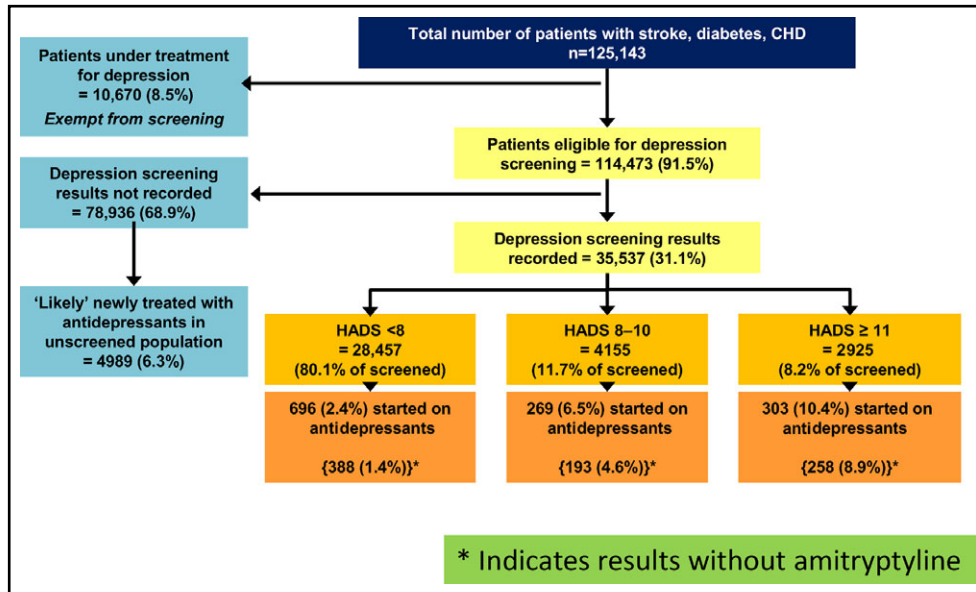 Total number of patients with stroke, diabetes, CHD
n=125,143
Patients under treatment
for depression
= 10,670 (8.5%)
Exempt from screening
Patients eligible for depression
screening = 114,473 (91.5%)
Depression screening
results not recorded
= 78,936 (68.9%)
Depression screening results
recorded = 35,537 (31.1%)
‘Likely’ newly treated with
antidepressants in
unscreened population
= 4989 (6.3%)
HADS <8
= 28,457
(80.1% of screened)
HADS 8–10
= 4155
(11.7% of screened)
HADS ≥ 11
= 2925
(8.2% of screened)
696 (2.4%) started on
antidepressants
{388 (1.4%)}*
269 (6.5%) started on
antidepressants
{193 (4.6%)}*
303 (10.4%) started on
antidepressants
{258 (8.9%)}*
* Indicates results without amitryptyline